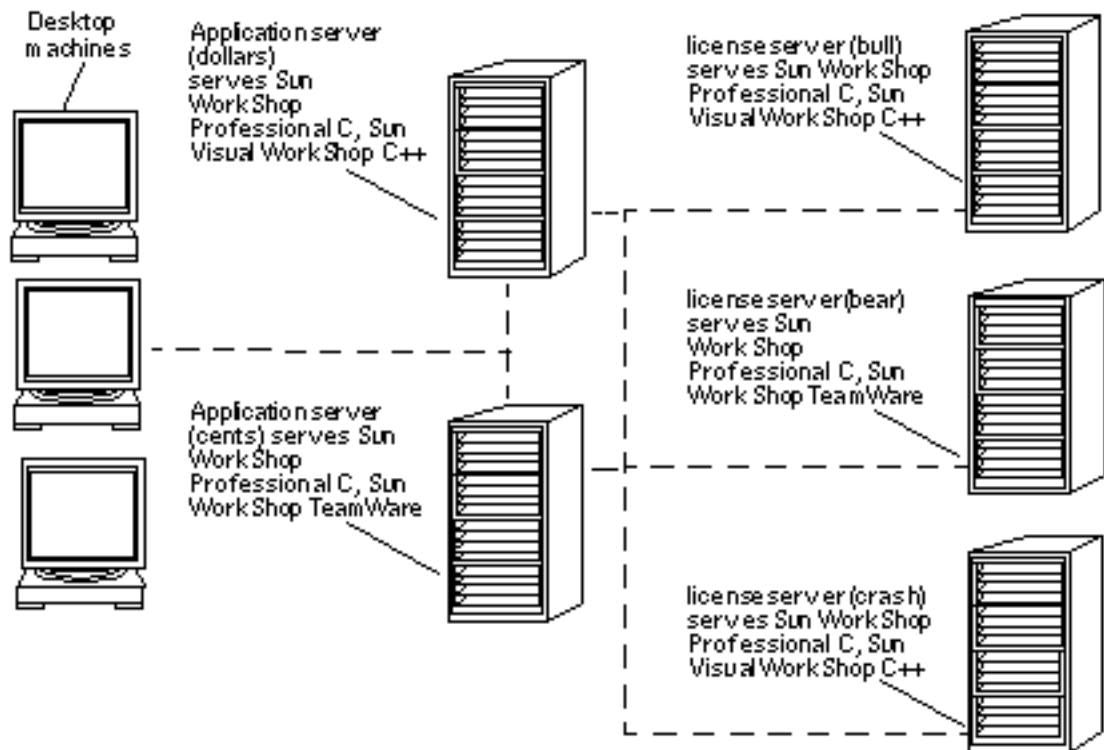 Desktop
machines
Application server
(dollars)
serves Sun
WorkShop
Professional C, Sun
Visual WorkShop C++
license server (bull)
serves Sun WorkShop
Professional C, Sun
Visual WorkShop C++
license server (bear)
serves Sun
WorkShop
Professional C, Sun
WorkShop TeamWare
Application server
(cents) serves Sun
WorkShop
Professional C, Sun
WorkShop TeamWare
license server (crash)
serves Sun WorkShop
Professional C, Sun
Visual WorkShop C++